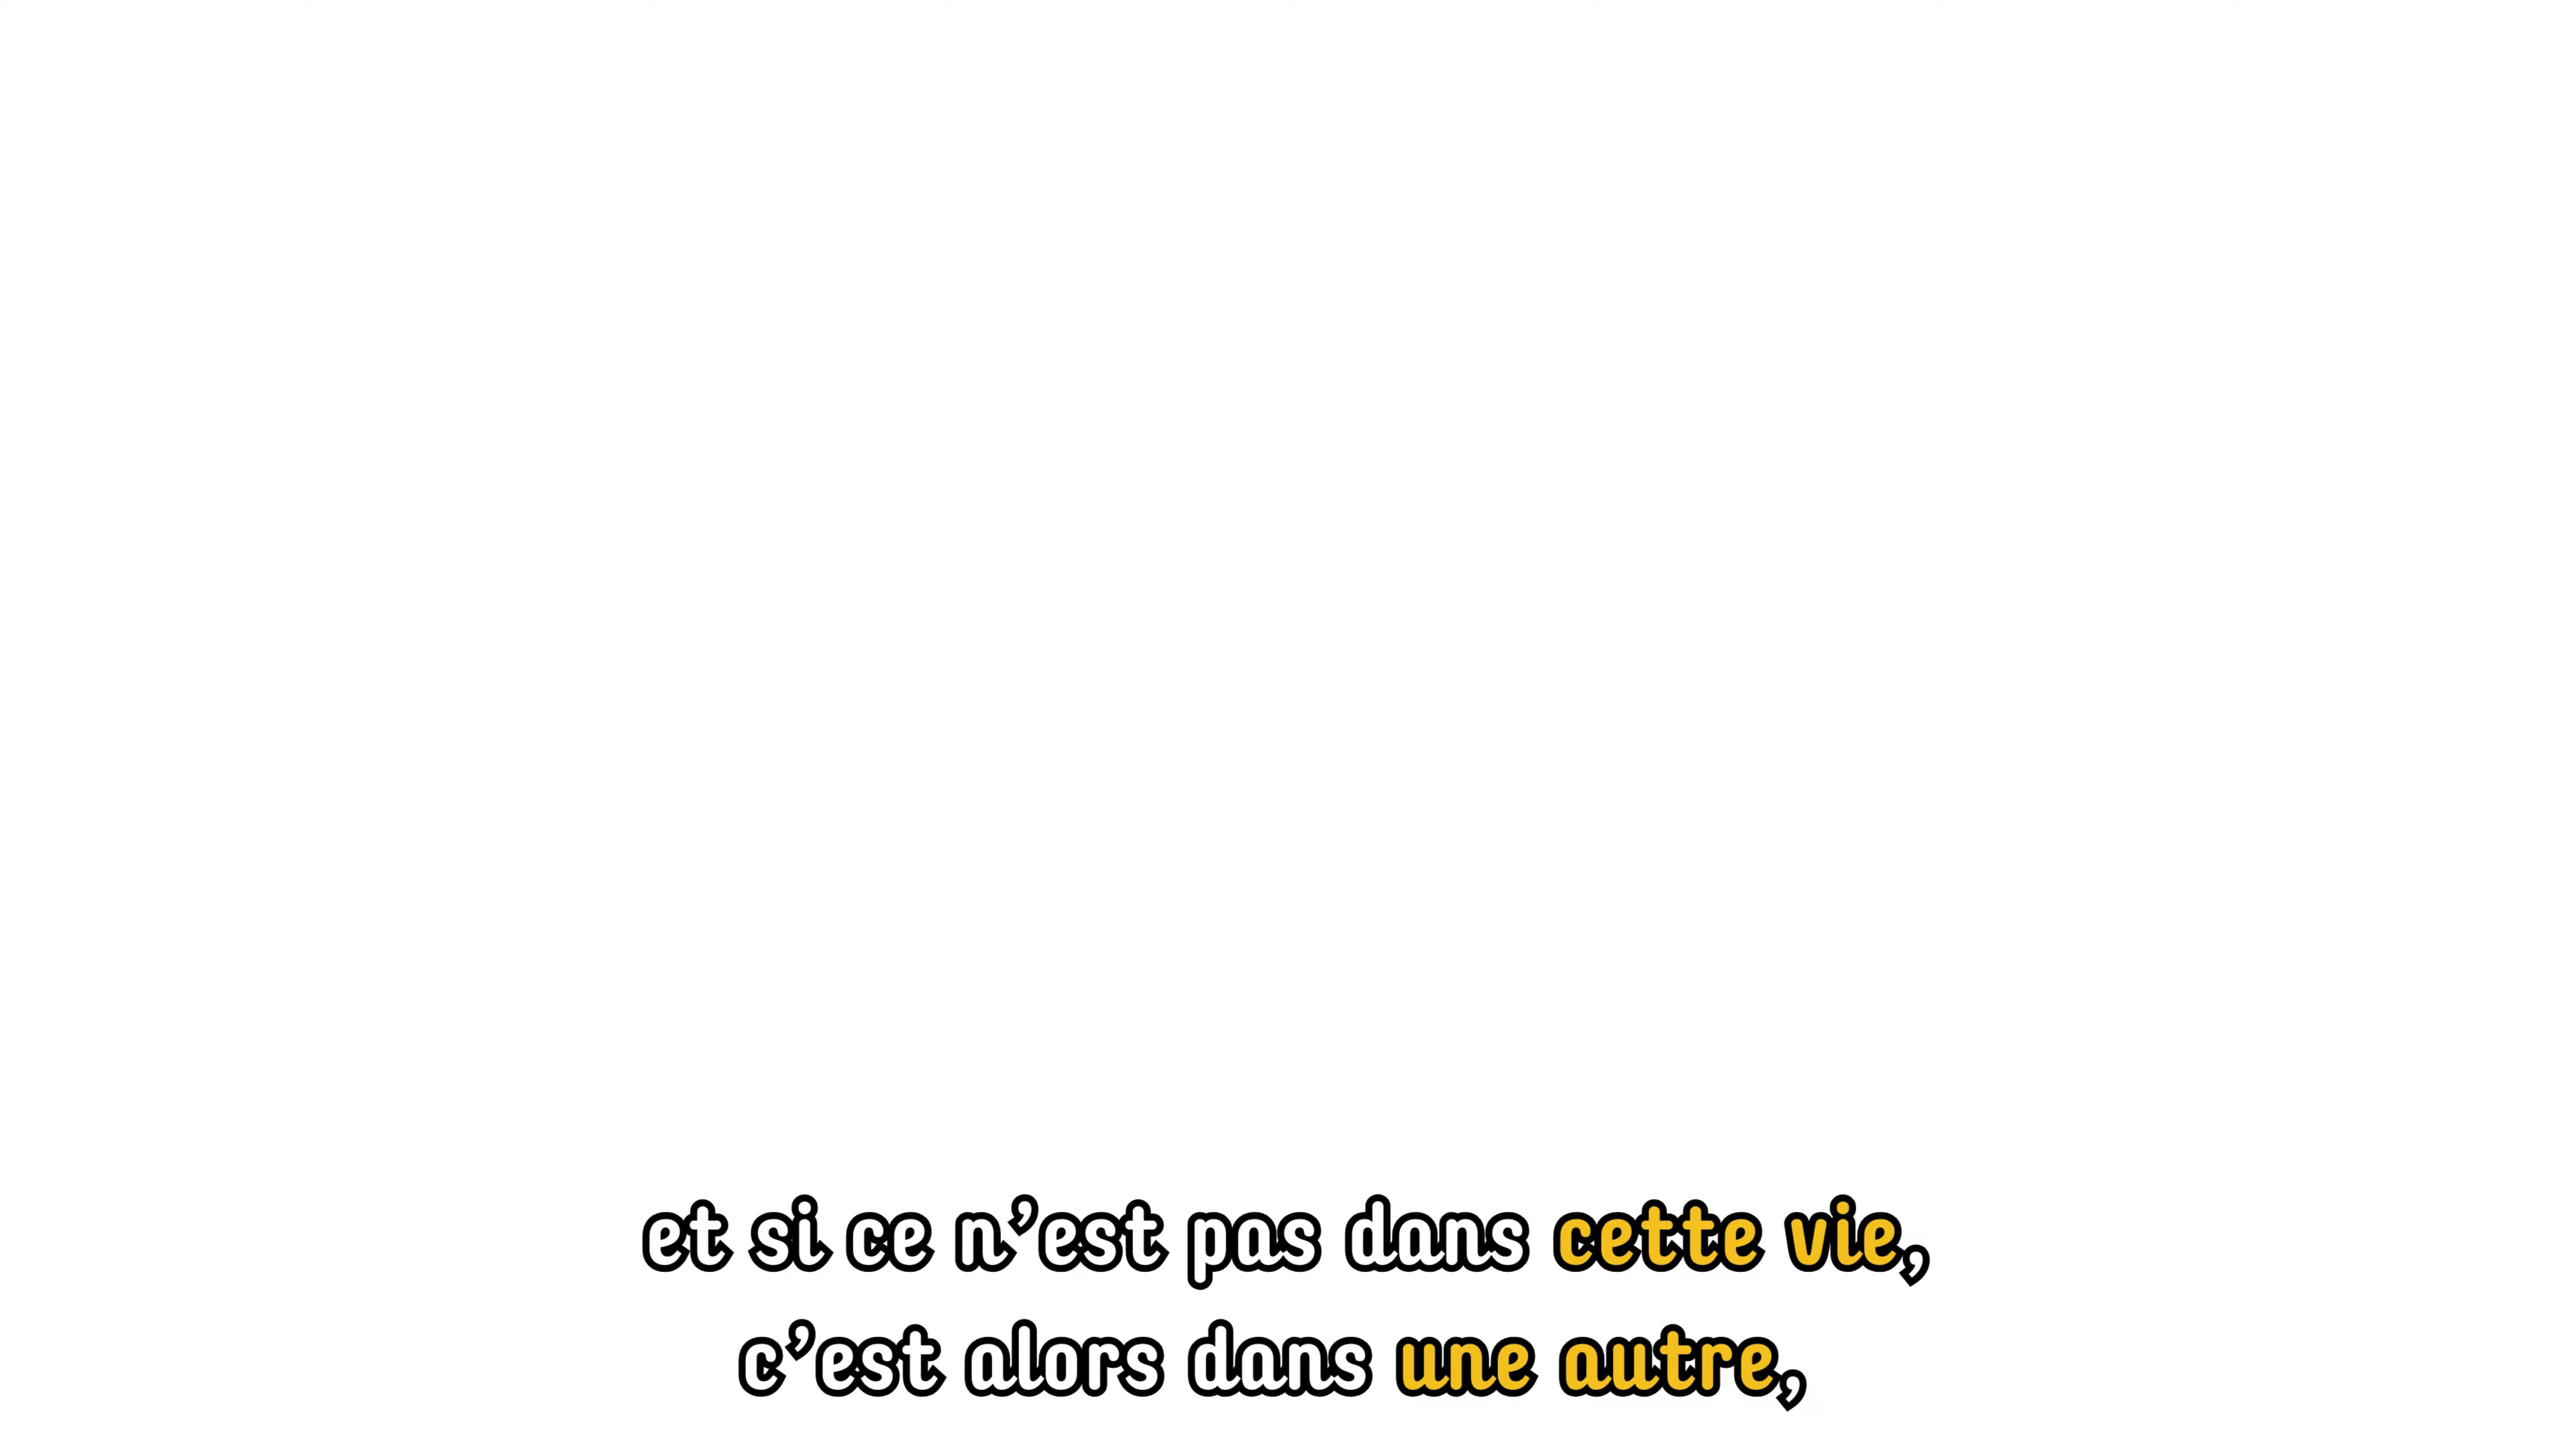 et si ce n’est pas dans cette vie,
c’est alors dans une autre,